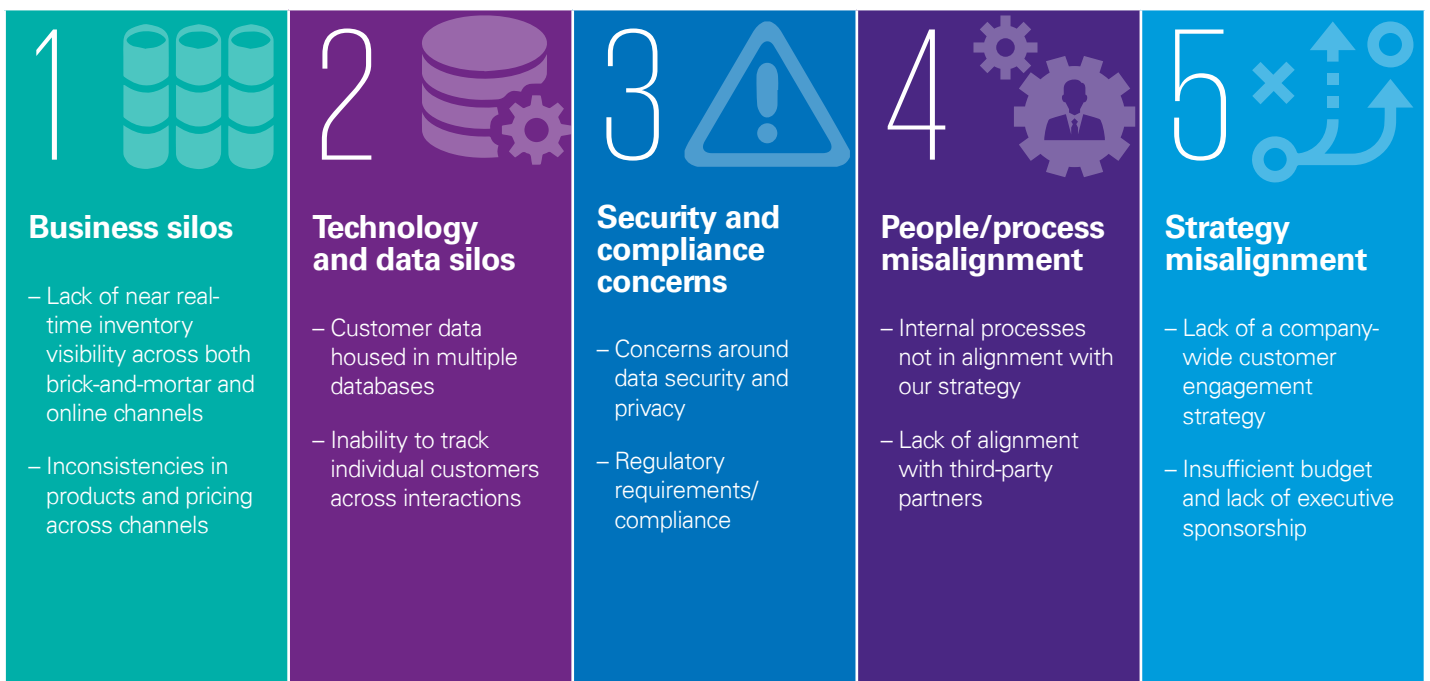 1
Business silos
– Lack of near real-
time inventory
visibility across both
brick-and-mortar and
online channels
– Inconsistencies in
products and pricing
across channels
2
Technology
and data silos
– Customer data
housed in multiple
databases
– Inability to track
individual customers
across interactions
3
Security and
compliance
concerns
– Concerns around
data security and
privacy
– Regulatory
requirements/
compliance
4
People/process
misalignment
– Internal processes
not in alignment with
our strategy
– Lack of alignment
with third-party
partners
5
Strategy
misalignment
– Lack of a company-
wide customer
engagement
strategy
– Insufficient budget
and lack of executive
sponsorship